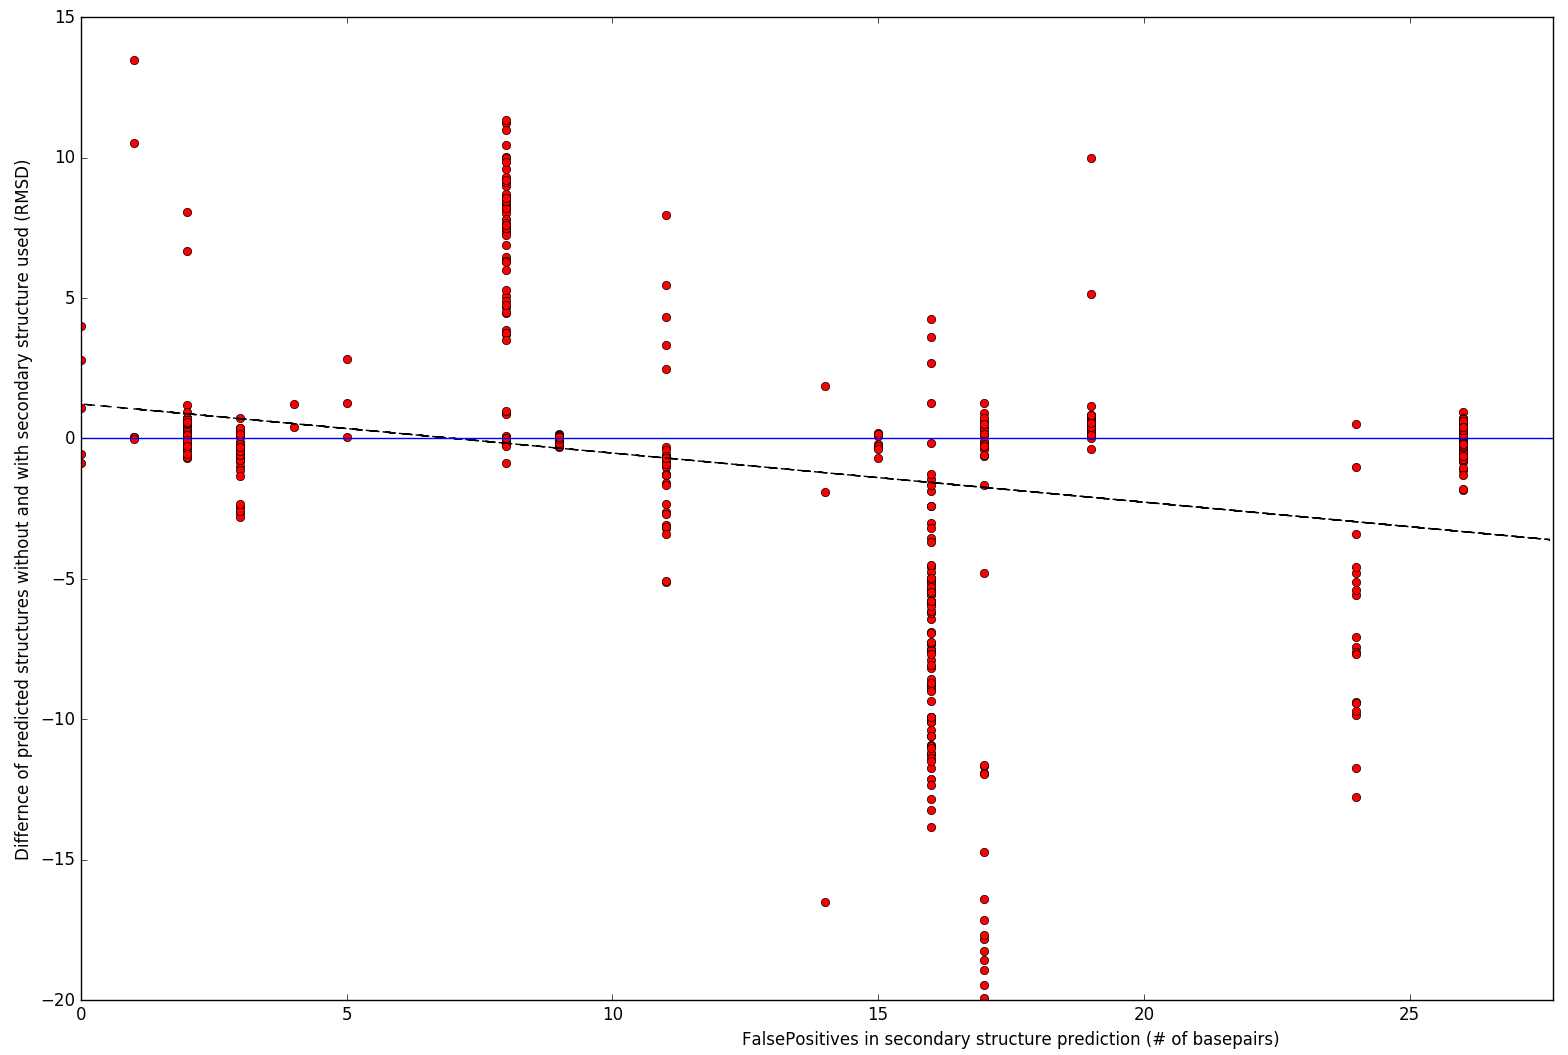 15
10
5
0
−5
−10
−15
−20
Differnce of predicted structures without and with secondary structure used (RMSD)
0 5 10 15 20 25
FalsePositives in secondary structure prediction (# of basepairs)